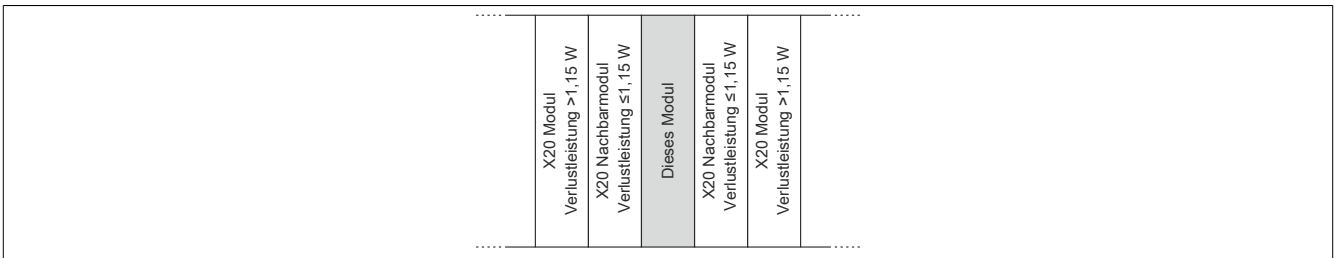 X20 Modul
Verlustleistung >1,15 W
X20 Nachbarmodul
Verlustleistung ≤1,15 W
Dieses Modul
X20 Nachbarmodul
Verlustleistung ≤1,15 W
X20 Modul
Verlustleistung >1,15 W